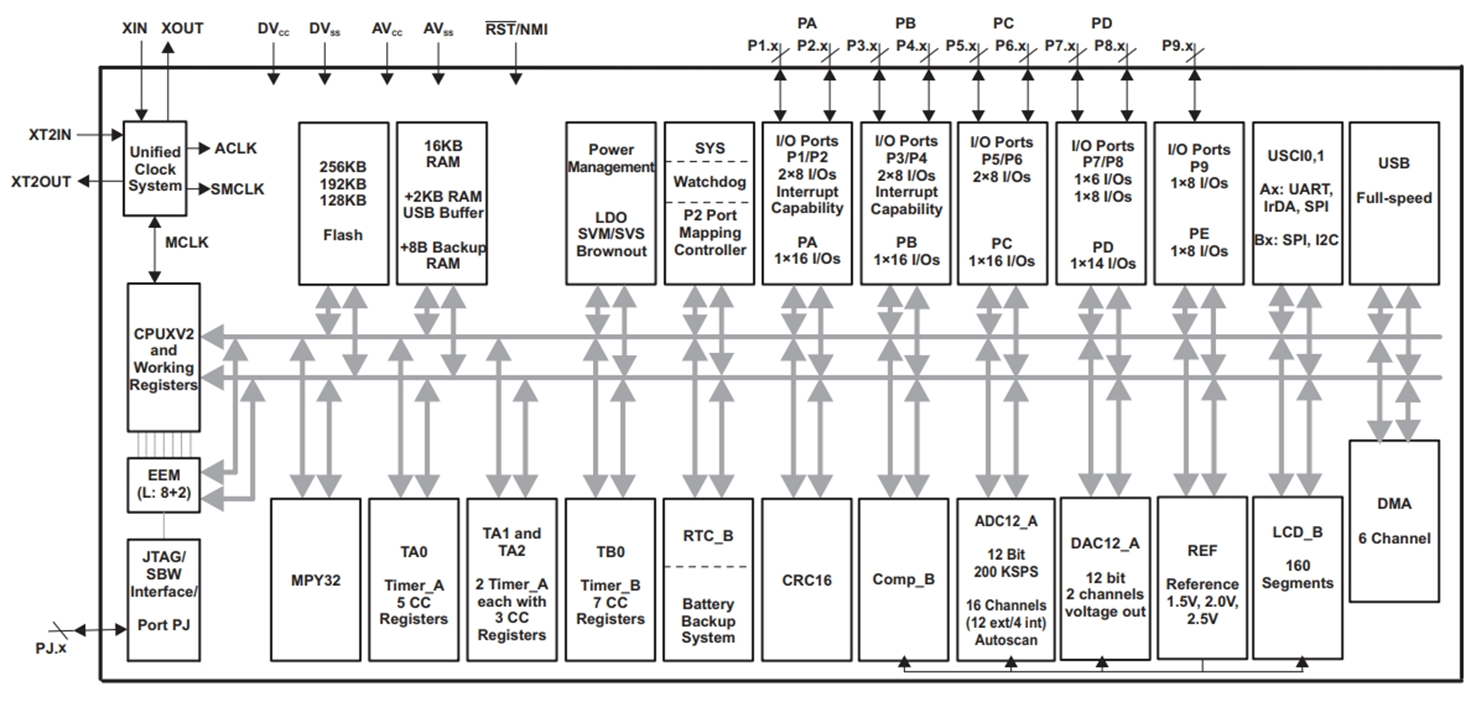 XIN XOUT
DVCC
DVSS
AVCC
AVSS
RST/NMI
PA
P1.x P2.x
PB
P3.x P4.x
PC
P5.x P6.x
PD
P7.x P8.x
P9.x
XT2IN
XT2OUT
Unified
Clock
System
ACLK
SMCLK
MCLK
256KB
192KB
128KB
Flash
16KB
RAM
+2KB RAM
USB Buffer
+8B Backup
RAM
Power
Management
LDO
SVM/SVS
Brownout
SYS
Watchdog
P2 Port
Mapping
Controller
I/O Ports
P1/P2
2×8 I/Os
Interrupt
Capability
PA
1×16 I/Os
I/O Ports
P3/P4
2×8 I/Os
Interrupt
Capability
PB
1×16 I/Os
I/O Ports
P5/P6
2×8 I/Os
PC
1×16 I/Os
I/O Ports
P7/P8
1×6 I/Os
1×8 I/Os
PD
1×14 I/Os
I/O Ports
P9
1×8 I/Os
PE
1×8 I/Os
USCI0,1
Ax: UART,
IrDA, SPI
Bx: SPI, I2C
USB
Full-speed
CPUXV2
and
Working
Registers
EEM
(L: 8+2)
JTAG/
SBW
Interface/
Port PJ
PJ.x
MPY32
TA0
Timer_A
5 CC
Registers
TA1 and
TA2
2 Timer_A
each with
3 CC
Registers
TB0
Timer_B
7 CC
Registers
RTC_B
Battery
Backup
System
CRC16
Comp_B
ADC12_A
12 Bit
200 KSPS
16 Channels
(12 ext/4 int)
Autoscan
DAC12_A
12 bit
2 channels
voltage out
REF
Reference
1.5V, 2.0V,
2.5V
LCD_B
160
Segments
DMA
6 Channel